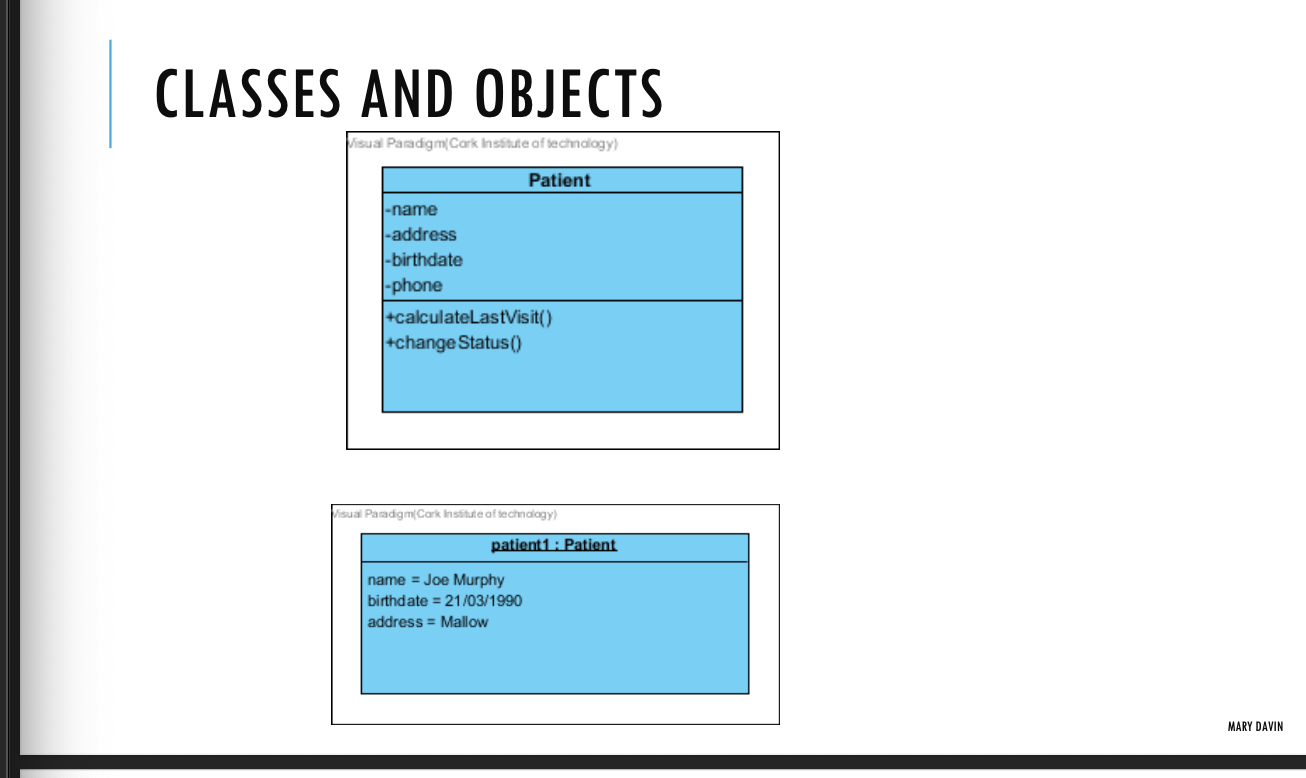 CLASSES AND OBJECTS
Visual Paradigm(Cork Institute of technology)
Patient
-name
-address
-birthdate
-phone
+calculateLastVisit()
+changeStatus()
Visual Paradigm(Cork Institute of technology)
patient1 : Patient
name = Joe Murphy
birthdate = 21/03/1990
address = Mallow
MARY DAVIN